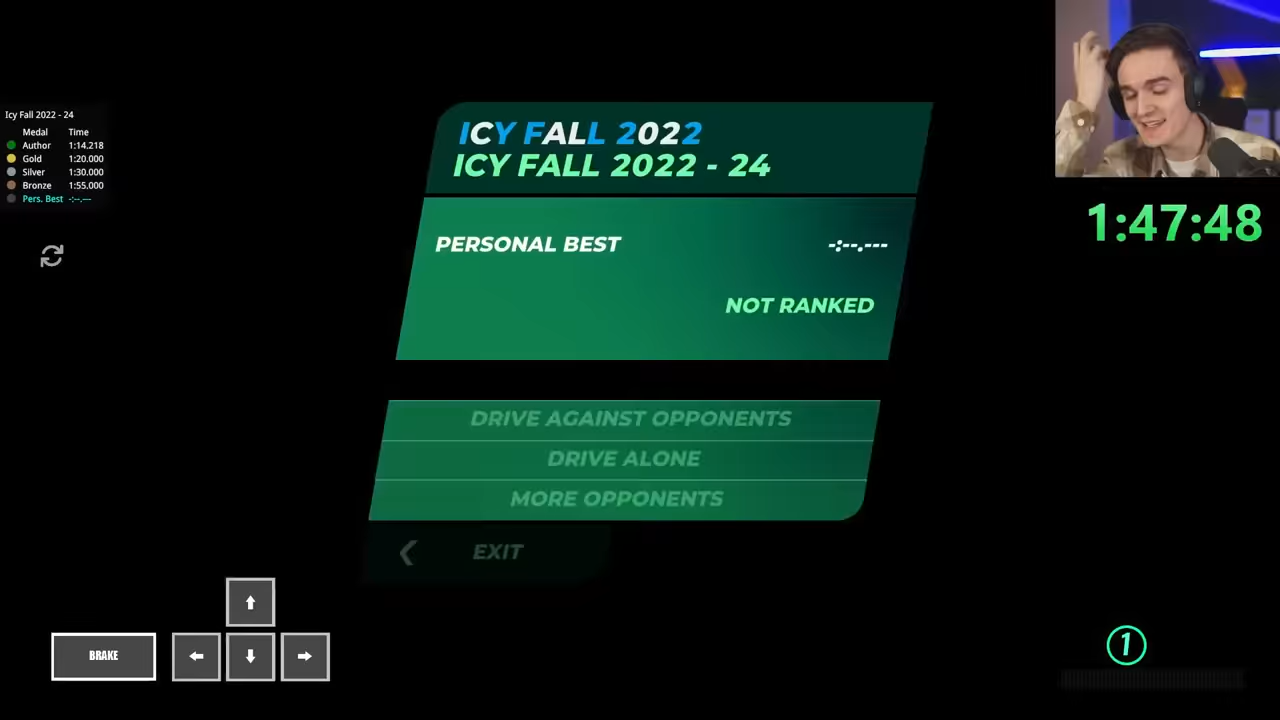 Icy Fall 2022 - 24
Medal Time
Author 1:14.218
Gold 1:20.000
Silver 1:30.000
Bronze 1:55.000
Pers. Best -:--.---
ICY FALL 2022
ICY FALL 2022 - 24
PERSONAL BEST -:--.---
NOT RANKED
DRIVE AGAINST OPPONENTS
DRIVE ALONE
MORE OPPONENTS
EXIT
1:47:48
BRAKE
1